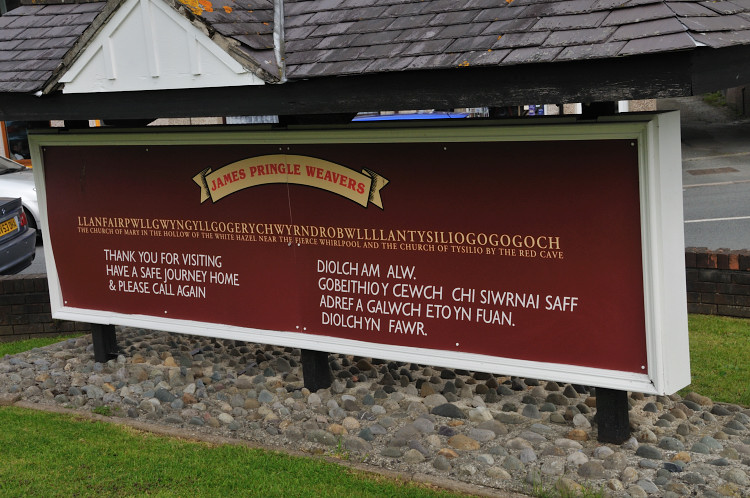 JAMES PRINGLE WEAVERS
LLANFAIRPWLLGWYNGYLLGOGERYCHWYRNDROBWLLLLANTYSILIOGOGOGOCH
THE CHURCH OF MARY IN THE HOLLOW OF THE WHITE HAZEL NEAR THE FIERCE WHIRLPOOL AND THE CHURCH OF TYSILIO BY THE RED CAVE
THANK YOU FOR VISITING
HAVE A SAFE JOURNEY HOME
& PLEASE CALL AGAIN
DIOLCH AM ALW.
GOBEITHIO Y CEWCH CHI SIWRNAI SAFF
ADREF A GALWCH ETO YN FUAN.
DIOLCH YN FAWR.